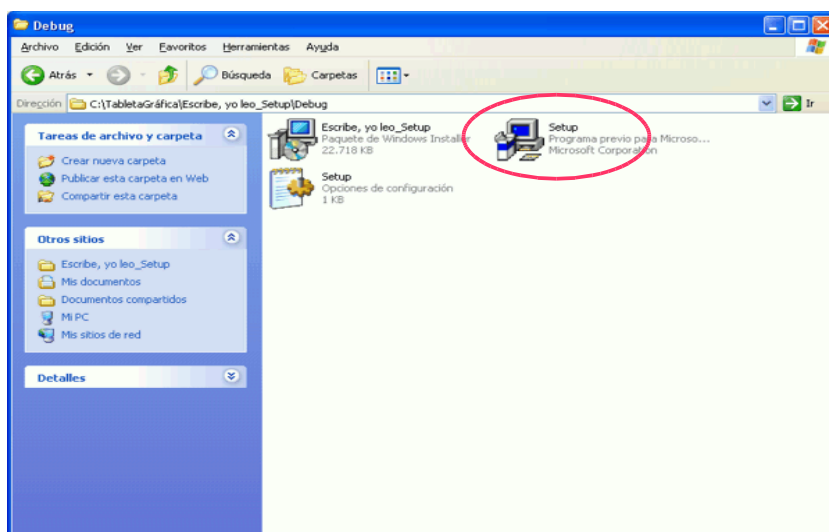 Debug
Archivo Edición Ver Favoritos Herramientas Ayuda
Atrás Búsqueda Carpetas
Dirección C:\TabletaGráfica\Escribe, yo leo_Setup\Debug Ir
Tareas de archivo y carpeta
Crear nueva carpeta
Publicar esta carpeta en Web
Compartir esta carpeta
Otros sitios
Escribe, yo leo_Setup
Mis documentos
Documentos compartidos
Mi PC
Mis sitios de red
Detalles
Escribe, yo leo_Setup
Paquete de Windows Installer
22.718 KB
Setup
Programa previo para Microso...
Microsoft Corporation
Setup
Opciones de configuración
1 KB